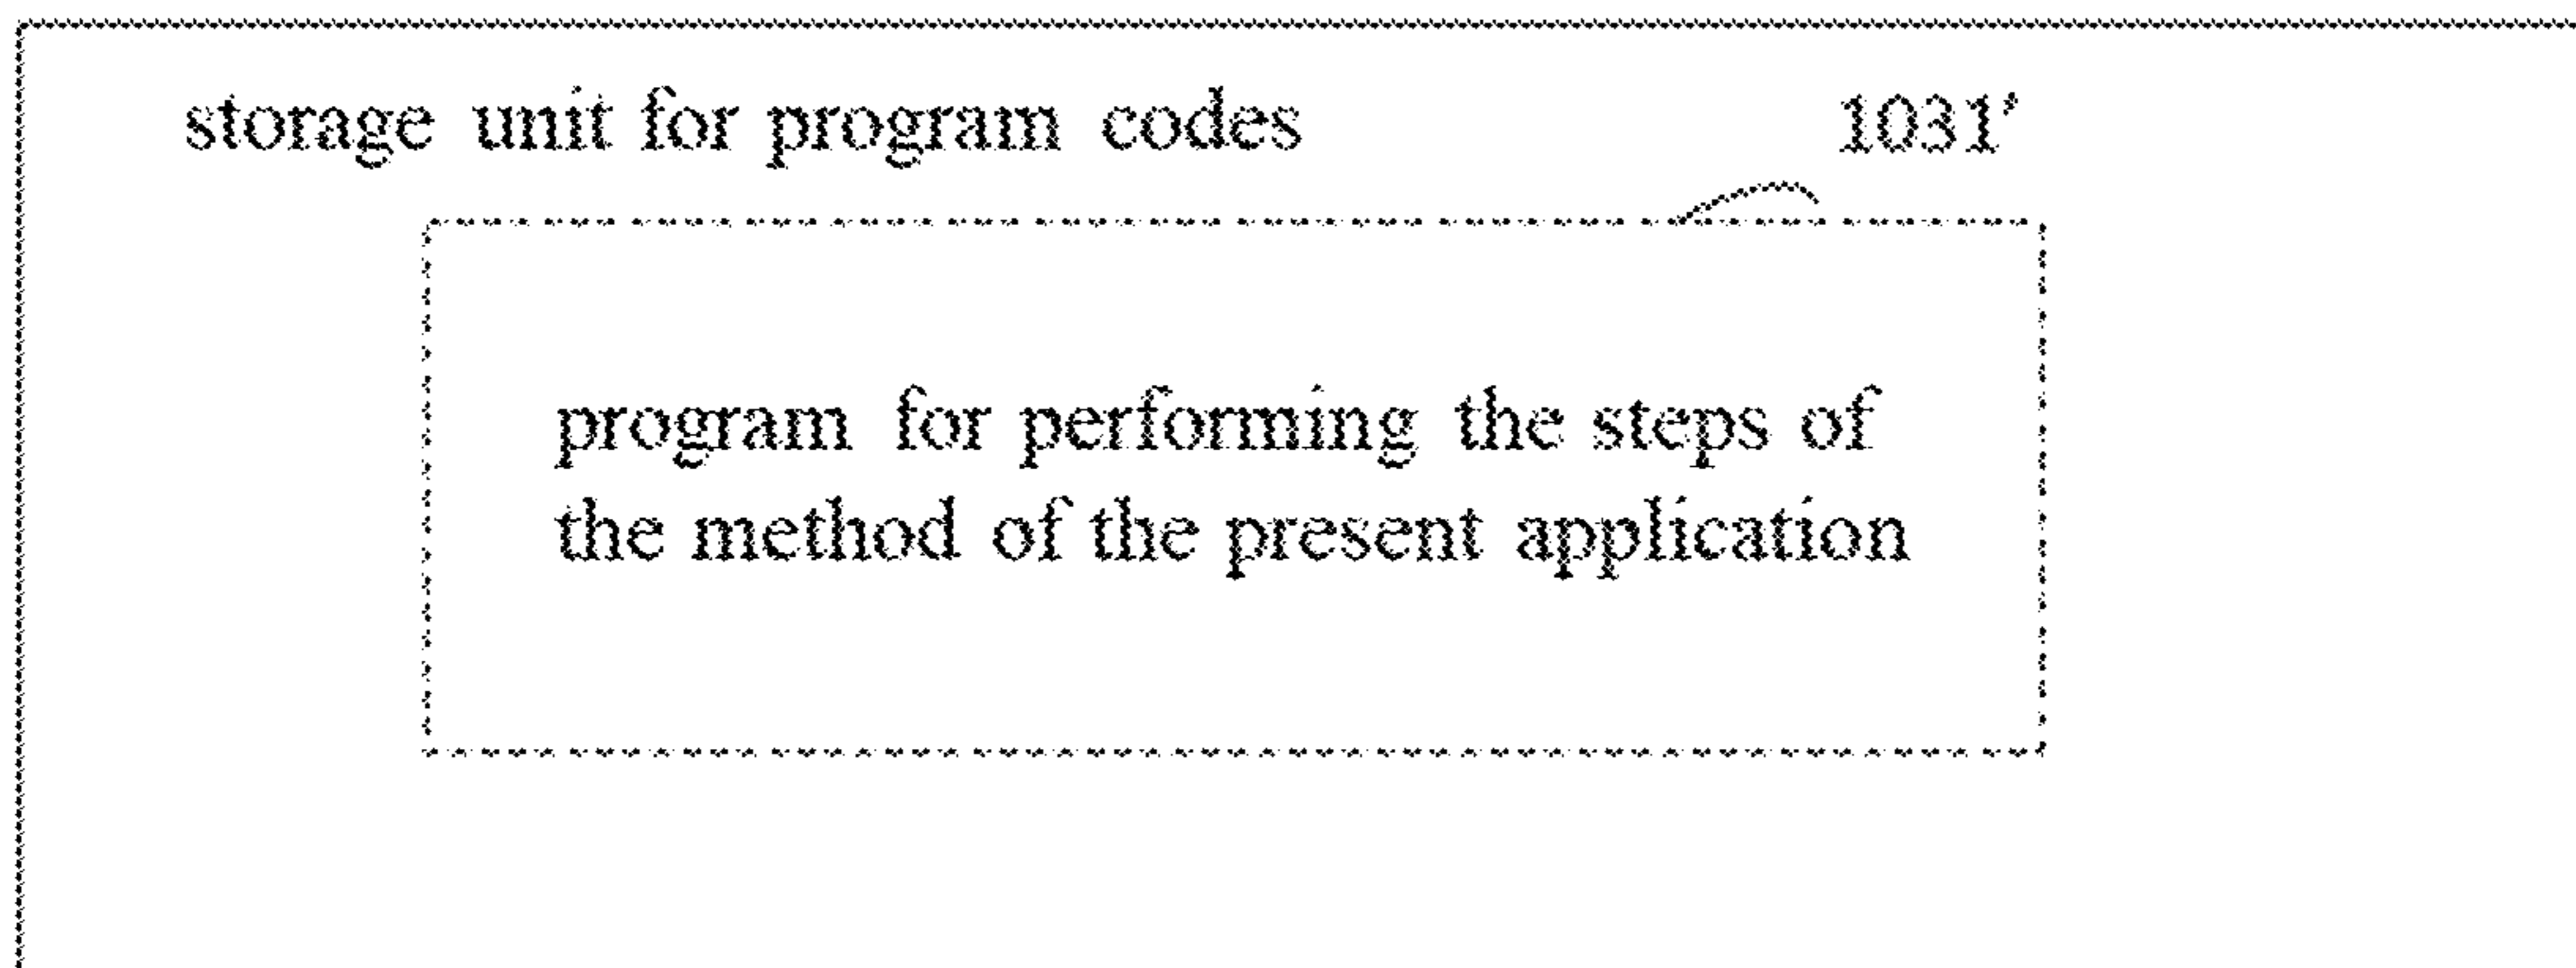 storage unit for program codes
1031'
program for performing the steps of
the method of the present application